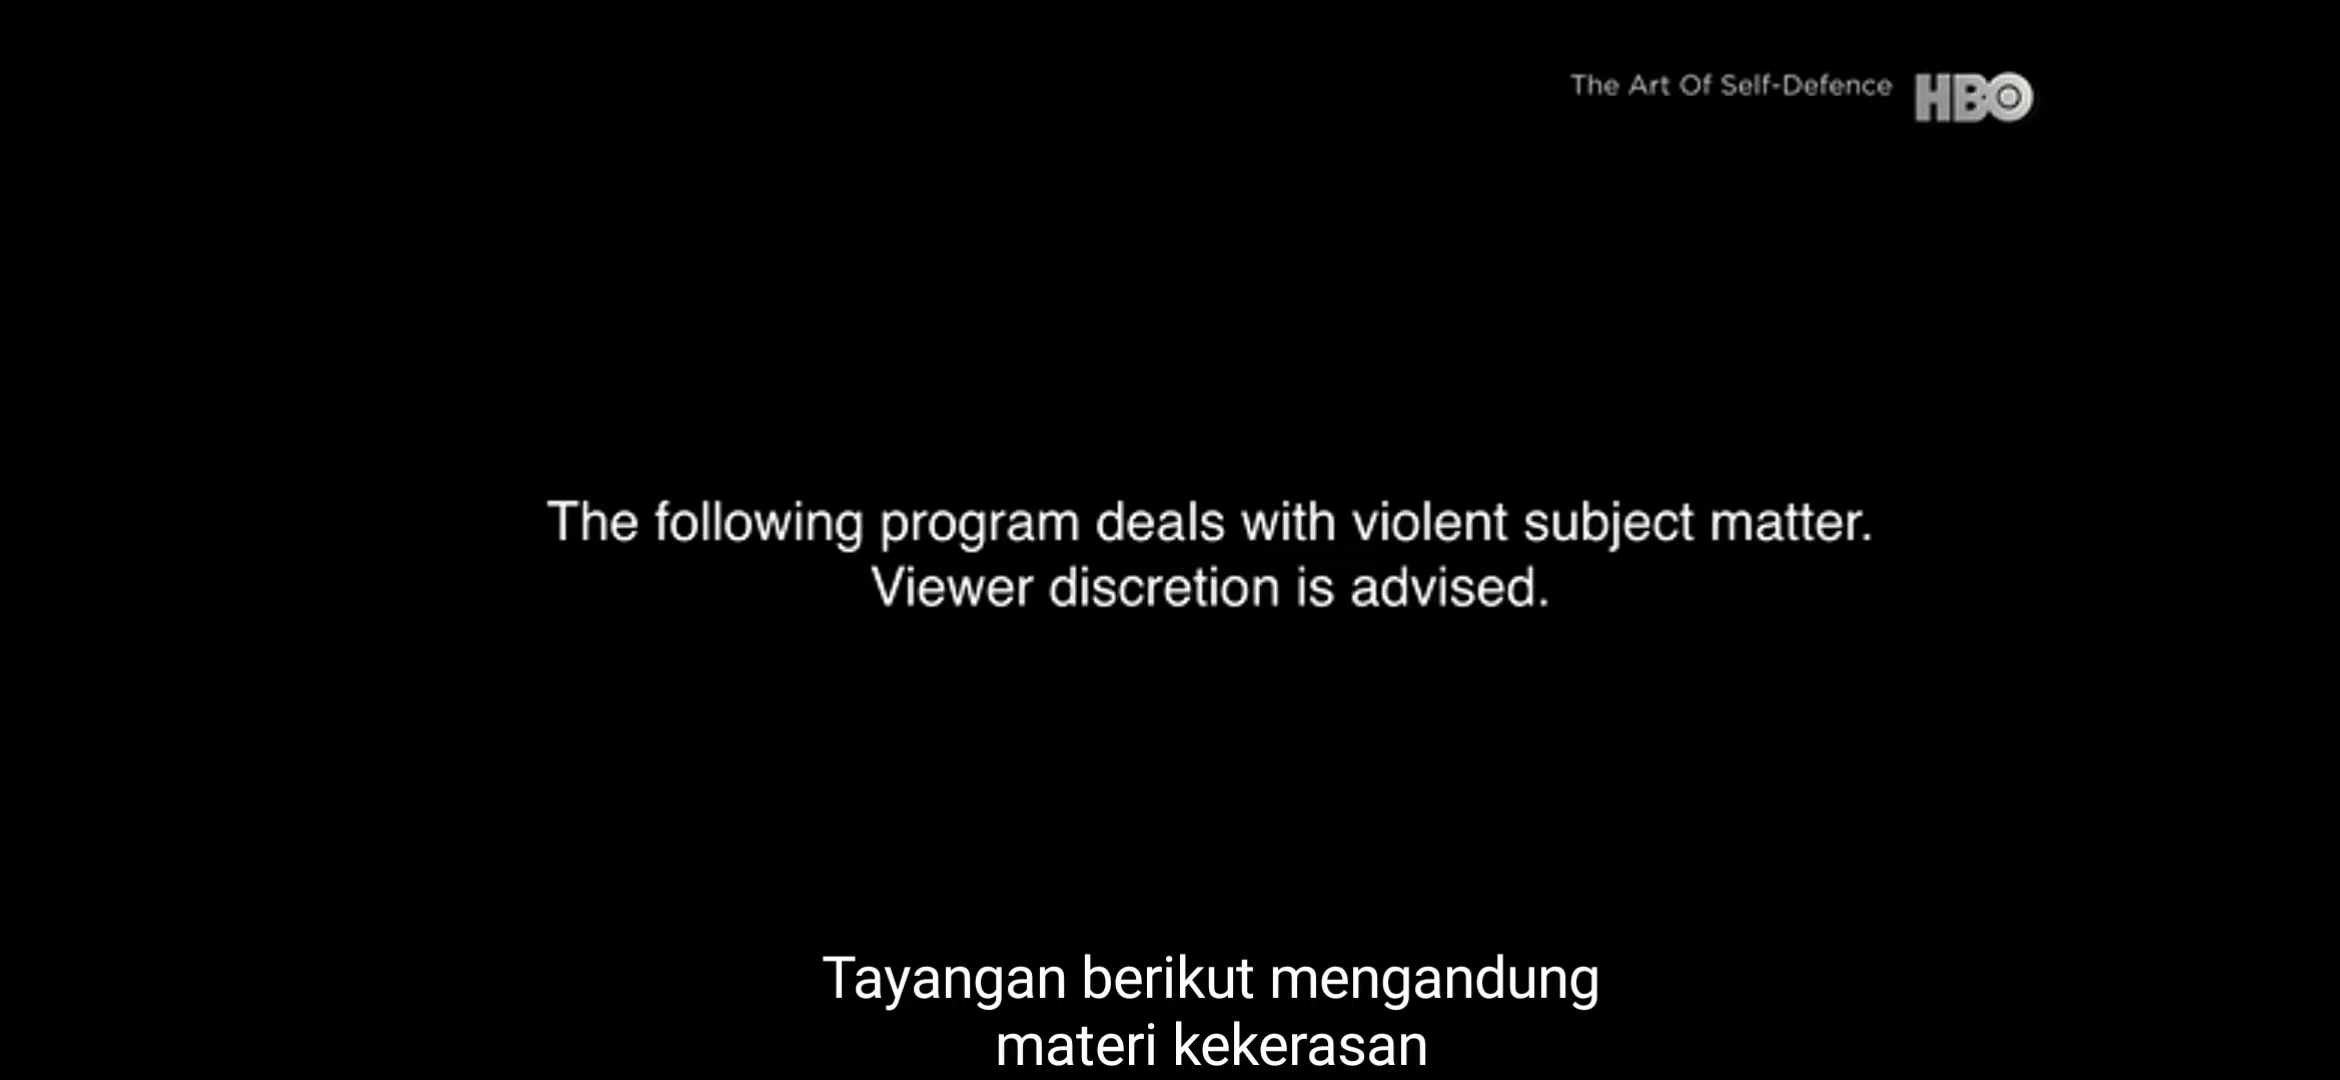 The Art Of Self-Defence HBO
The following program deals with violent subject matter.
Viewer discretion is advised.
Tayangan berikut mengandung
materi kekerasan